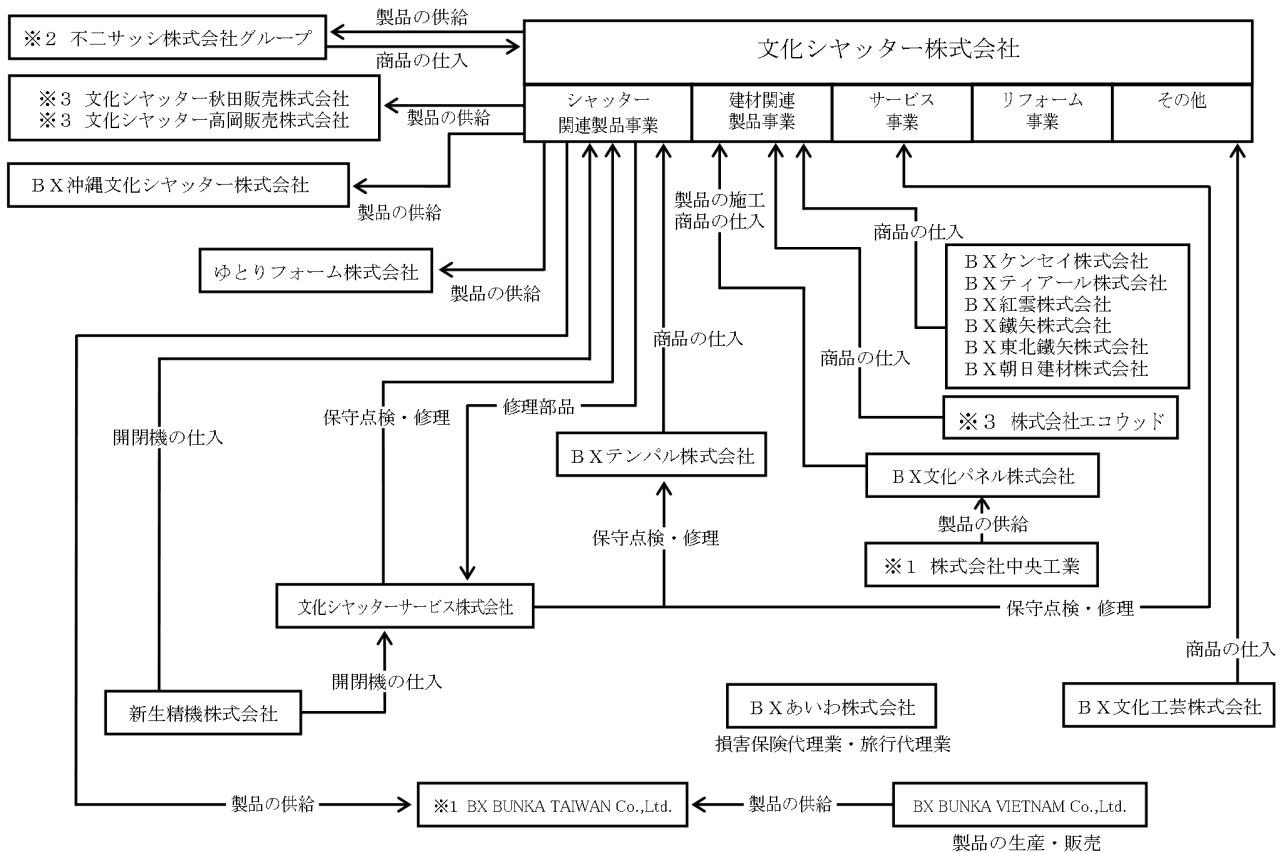 製品の供給
※2 不二サッシ株式会社グループ
商品の仕入
文化シヤッター株式会社
※3 文化シヤッター秋田販売株式会社
※3 文化シヤッター高岡販売株式会社
製品の供給
シャッター
関連製品事業
建材関連
製品事業
サービス
事業
リフォーム
事業
その他
BX沖縄文化シヤッター株式会社
製品の供給
製品の施工
商品の仕入
商品の仕入
ゆとりフォーム株式会社
製品の供給
BXケンセイ株式会社
BXティアール株式会社
BX紅雲株式会社
BX鐵矢株式会社
BX東北鐵矢株式会社
BX朝日建材株式会社
商品の仕入
商品の仕入
保守点検・修理
修理部品
※3 株式会社エコウッド
開閉機の仕入
BXテンパル株式会社
BX文化パネル株式会社
製品の供給
保守点検・修理
※1 株式会社中央工業
文化シヤッターサービス株式会社
保守点検・修理
商品の仕入
開閉機の仕入
新生精機株式会社
BXあいわ株式会社
BX文化工芸株式会社
損害保険代理業・旅行代理業
製品の供給
※1 BX BUNKA TAIWAN Co.,Ltd.
製品の供給
BX BUNKA VIETNAM Co.,Ltd.
製品の生産・販売